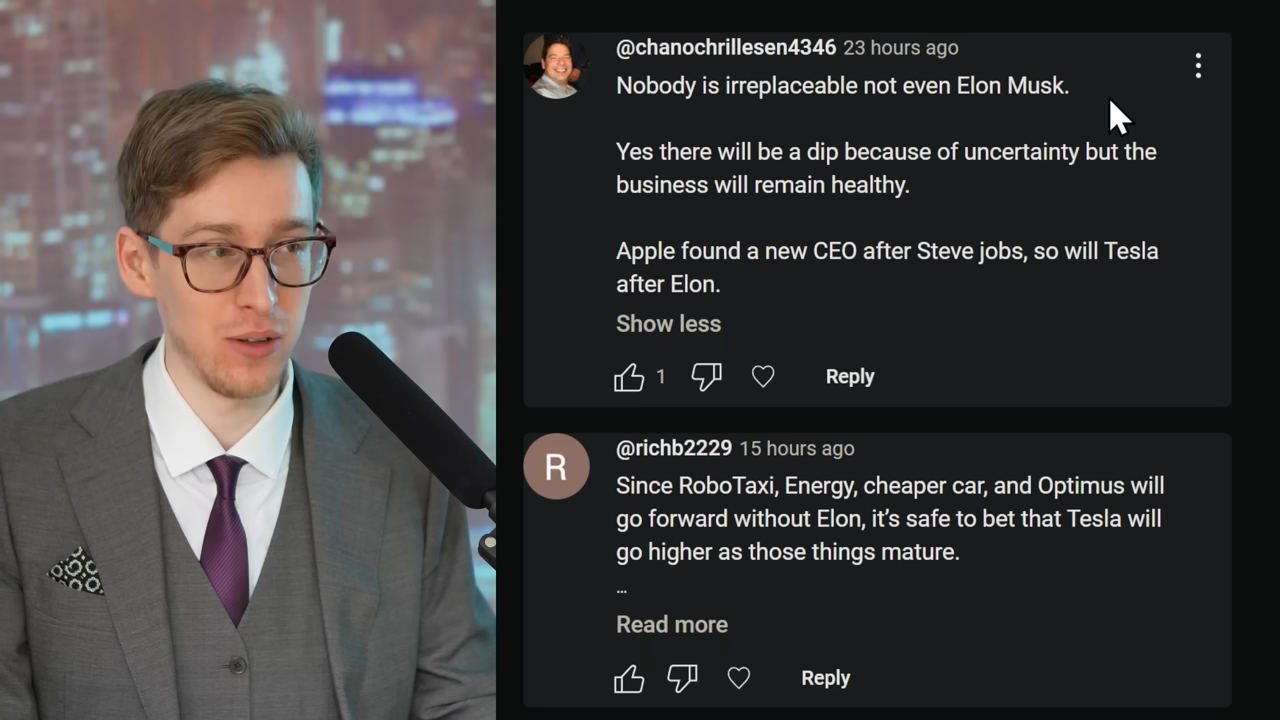 @chanochrillesen4346 23 hours ago
Nobody is irreplaceable not even Elon Musk.
Yes there will be a dip because of uncertainty but the
business will remain healthy.
Apple found a new CEO after Steve jobs, so will Tesla
after Elon.
Show less
1 Reply
R
@richb2229 15 hours ago
Since RoboTaxi, Energy, cheaper car, and Optimus will
go forward without Elon, it’s safe to bet that Tesla will
go higher as those things mature.
...
Read more
Reply